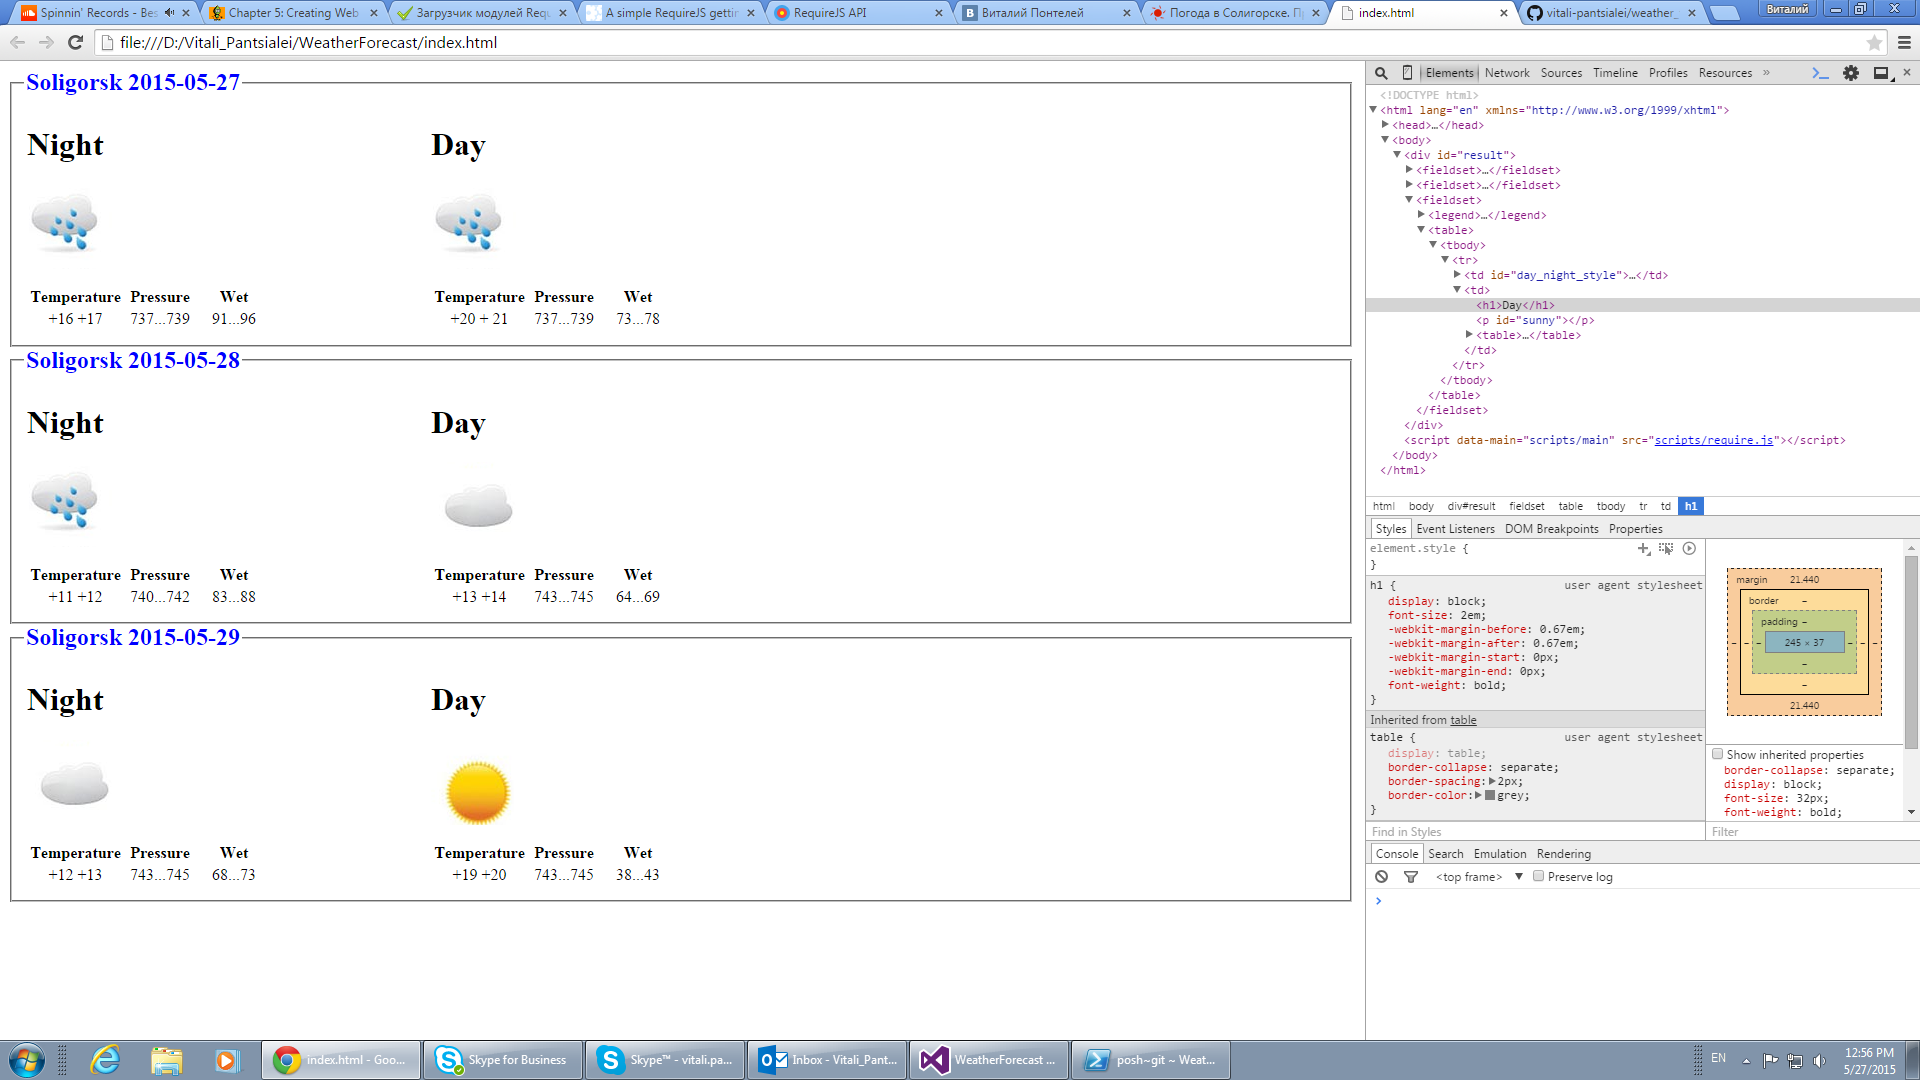 Spinnin' Records - Bes
Chapter 5: Creating Web
Загрузчик модулей Requ
A simple RequireJS gettin
RequireJS API
Виталий Понтелей
Погода в Солигорске. П
index.html
vitali-pantsialei/weather_
Виталий
file:///D:/Vitali_Pantsialei/WeatherForecast/index.html
Soligorsk 2015-05-27
Night Day
Temperature Pressure Wet Temperature Pressure Wet
+16 +17 737...739 91...96 +20 + 21 737...739 73...78
Soligorsk 2015-05-28
Night Day
Temperature Pressure Wet Temperature Pressure Wet
+11 +12 740...742 83...88 +13 +14 743...745 64...69
Soligorsk 2015-05-29
Night Day
Temperature Pressure Wet Temperature Pressure Wet
+12 +13 743...745 68...73 +19 +20 743...745 38...43
Elements Network Sources Timeline Profiles Resources »
<!DOCTYPE html>
<html lang="en" xmlns="http://www.w3.org/1999/xhtml">
<head>…</head>
<body>
<div id="result">
<fieldset>…</fieldset>
<fieldset>…</fieldset>
<fieldset>
<legend>…</legend>
<table>
<tbody>
<tr>
<td id="day_night_style">…</td>
<td>
<h1>Day</h1>
<p id="sunny"></p>
<table>…</table>
</td>
</tr>
</tbody>
</table>
</fieldset>
</div>
<script data-main="scripts/main" src="scripts/require.js"></script>
</body>
</html>
html body div#result fieldset table tbody tr td h1
Styles Event Listeners DOM Breakpoints Properties
element.style {
}
h1 { user agent stylesheet
display: block;
font-size: 2em;
-webkit-margin-before: 0.67em;
-webkit-margin-after: 0.67em;
-webkit-margin-start: 0px;
-webkit-margin-end: 0px;
font-weight: bold;
}
Inherited from table
table { user agent stylesheet
display: table;
border-collapse: separate;
border-spacing: 2px;
border-color: grey;
}
Find in Styles
margin 21.440
border –
padding –
– – – 245 × 37 – – –
–
–
21.440
Show inherited properties
border-collapse: separate;
display: block;
font-size: 32px;
font-weight: bold;
Filter
Console Search Emulation Rendering
<top frame> ▼ Preserve log
>
index.html - Goo...
Skype for Business
Skype™ - vitali.pa...
Inbox - Vitali_Pant...
WeatherForecast ...
posh~git ~ Weat...
EN
12:56 PM
5/27/2015